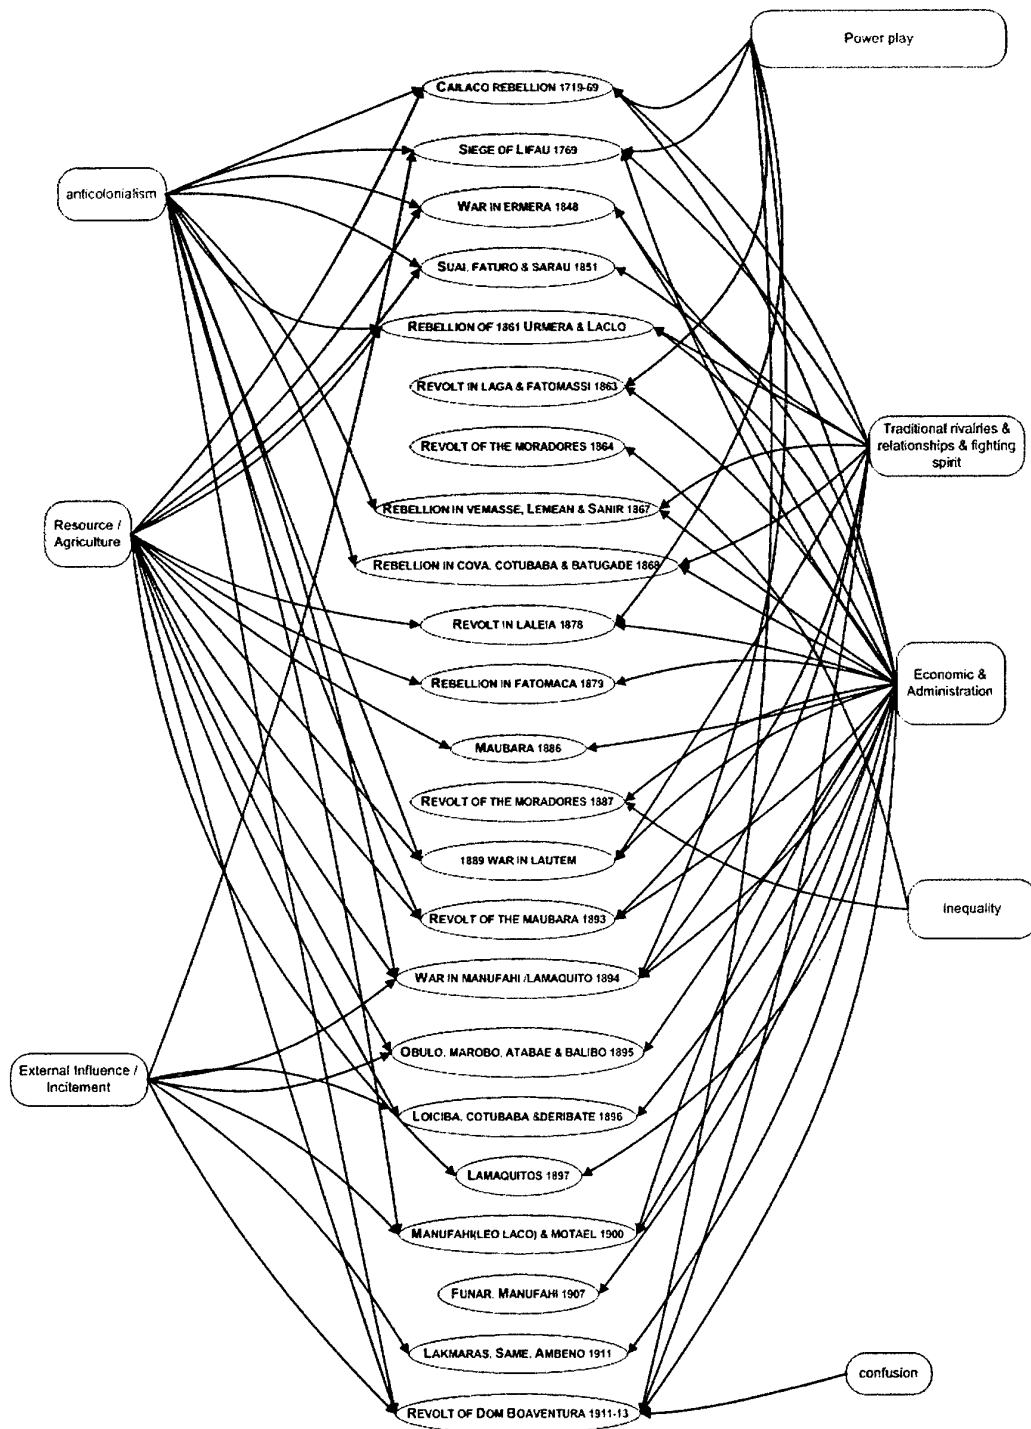 Power play
CAILACO REBELLION 1719-69
SIEGE OF LIFAU 1769
anticolonialism
WAR IN ERMERA 1848
SUAI, FATURO & SARAU 1851
REBELLION OF 1861 URMERA & LACLO
REVOLT IN LAGA & FATOMASSI 1863
Traditional rivalries &
relationships & fighting
spirit
REVOLT OF THE MORADORES 1864
REBELLION IN VEMASSE, LEMEAN & SANIR 1867
Resource /
Agriculture
REBELLION IN COVA, COTUBABA & BATUGADE 1868
REVOLT IN LALEIA 1878
REBELLION IN FATOMACA 1879
Economic &
Administration
MAUBARA 1886
REVOLT OF THE MORADORES 1887
1889 WAR IN LAUTEM
REVOLT OF THE MAUBARA 1893
Inequality
WAR IN MANUFAHI /LAMAQUITO 1894
OBULO, MAROBO, ATABAE & BALIBO 1895
External Influence /
Incitement
LOICIBA, COTUBABA &DERIBATE 1896
LAMAQUITOS 1897
MANUFAHI(LEO LACO) & MOTAEL 1900
FUNAR, MANUFAHI 1907
LAKMARAS, SAME, AMBENO 1911
confusion
REVOLT OF DOM BOAVENTURA 1911-13